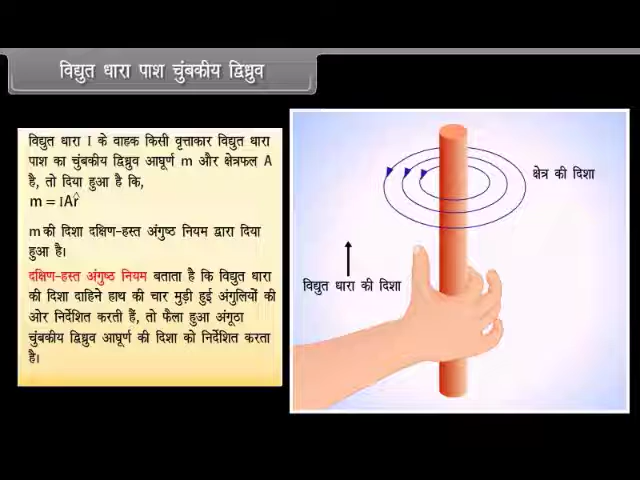 विद्युत धारा पाश चुंबकीय द्विध्रुव
विद्युत धारा I के वाहक किसी वृत्ताकार विद्युत धारा
पाश का चुंबकीय द्विध्रुव आघूर्ण m और क्षेत्रफल A
है, तो दिया हुआ है कि,
m = IAr̂
m की दिशा दक्षिण-हस्त अंगुष्ठ नियम द्वारा दिया
हुआ है।
दक्षिण-हस्त अंगुष्ठ नियम बताता है कि विद्युत धारा
की दिशा दाहिने हाथ की चार मुड़ी हुई अंगुलियों की
ओर निर्देशित करती हैं, तो फैला हुआ अंगूठा
चुंबकीय द्विध्रुव आघूर्ण की दिशा को निर्देशित करता
है।
क्षेत्र की दिशा
विद्युत धारा की दिशा